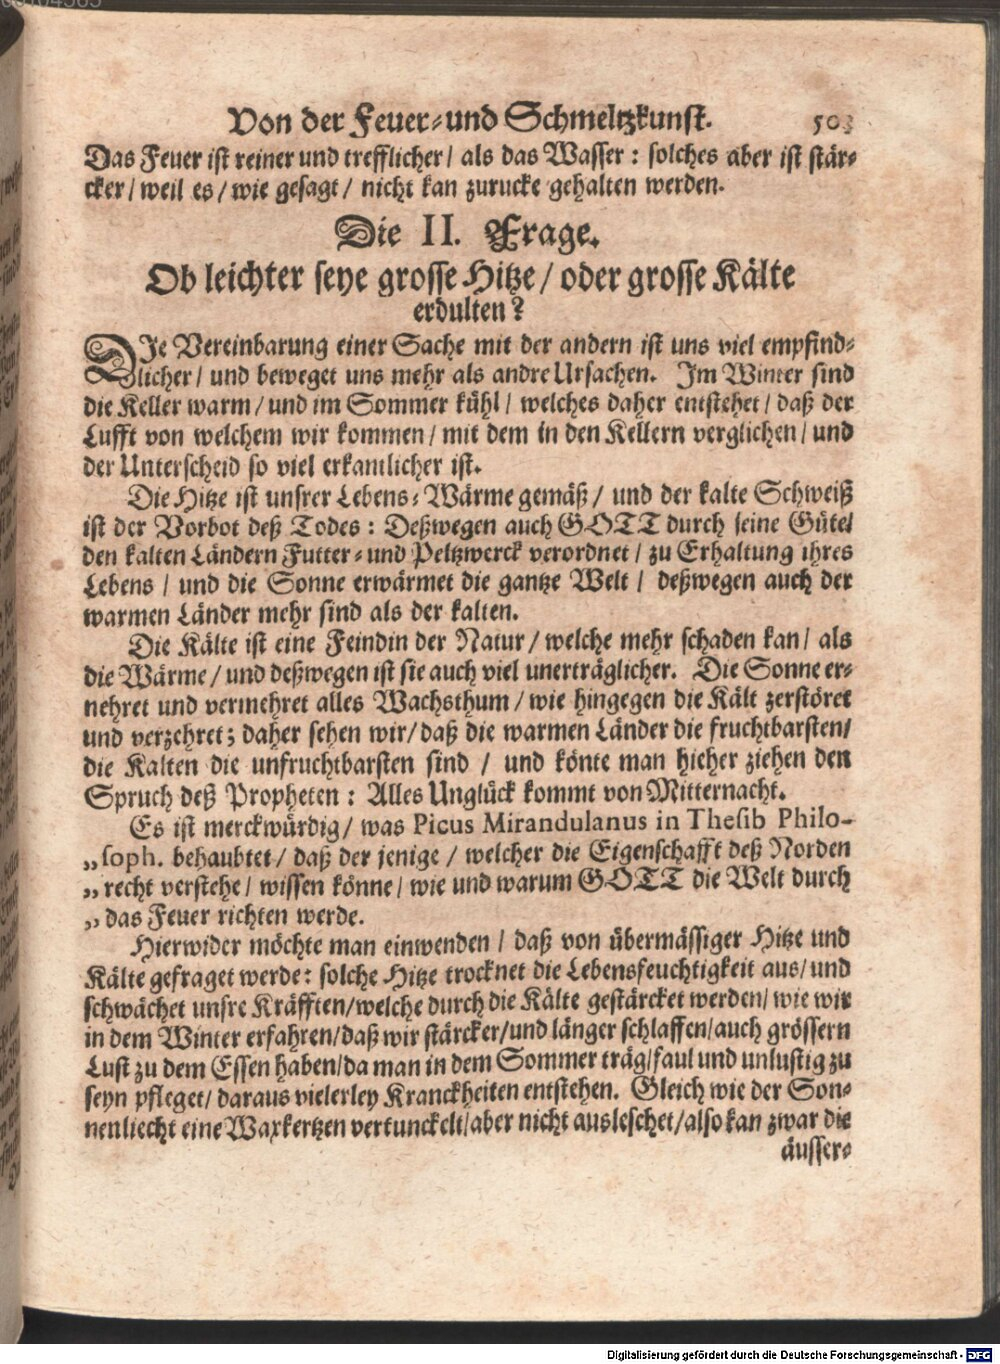 Von der Feuer- und Schmeltzkunst. 503
Das Feuer ist reiner und trefflicher / als das Wasser : solches aber ist stär-
cker / weil es / wie gesagt / nicht kan zurucke gehalten werden.
Die II. Frage.
Ob leichter seye grosse Hitze / oder grosse Kälte
erdulten?
DIe Vereinbarung einer Sache mit der andern ist uns viel empfind-
licher / und beweget uns mehr als andre Ursachen. Im Winter sind
die Keller warm / und im Sommer kühl / welches daher entstehet / daß der
Lufft von welchem wir kommen / mit dem in den Kellern verglichen / und
der Unterscheid so viel erkantlicher ist.
Die Hitze ist unsrer Lebens-Wärme gemäß / und der kalte Schweiß
ist der Vorbot deß Todes : Deßwegen auch GOTT durch seine Güte /
den kalten Ländern Futter- und Peltzwerck verordnet / zu Erhaltung ihres
Lebens / und die Sonne erwärmet die gantze Welt / deßwegen auch der
warmen Länder mehr sind als der kalten.
Die Kälte ist eine Feindin der Natur / welche mehr schaden kan / als
die Wärme / und deßwegen ist sie auch viel unerträglicher. Die Sonne er-
nehret und vermehret alles Wachsthum / wie hingegen die Kält zerstöret
und verzehret; daher sehen wir / daß die warmen Länder die fruchtbarsten /
die Kalten die unfruchtbarsten sind / und könte man hieher ziehen den
Spruch deß Propheten : Alles Unglück kommt von Mitternacht.
Es ist merckwürdig / was Picus Mirandulanus in Thesib Philo-
„ soph. behaubtet / daß der jenige / welcher die Eigenschafft deß Norden
„ recht verstehe / wissen könne / wie und warum GOTT die Welt durch
„ das Feuer richten werde.
Hierwider möchte man einwenden / daß von übermässiger Hitze und
Kälte gefraget werde : solche Hitze trocknet die Lebensfeuchtigkeit aus / und
schwächet unsre Kräfften / welche durch die Kälte gestärcket werden / wie wir
in dem Winter erfahren / daß wir stärcker / und länger schlaffen / auch grössern
Lust zu dem Essen haben / da man in dem Sommer träg / faul und unlustig zu
seyn pfleget / daraus vielerley Kranckheiten entstehen. Gleich wie der Son-
nenliecht eine Waxkertzen vertunckelt / aber nicht ausleschet / also kan zwar die
äusser-
Digitalisierung gefördert durch die Deutsche Forschungsgemeinschaft - DFG